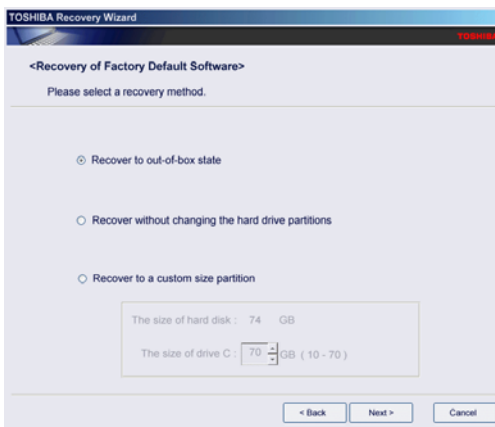 TOSHIBA Recovery Wizard
TOSHIBA
<Recovery of Factory Default Software>
Please select a recovery method.
Recover to out-of-box state
Recover without changing the hard drive partitions
Recover to a custom size partition
The size of hard disk : 74 GB
The size of drive C : 70 GB ( 10 - 70 )
< Back Next > Cancel